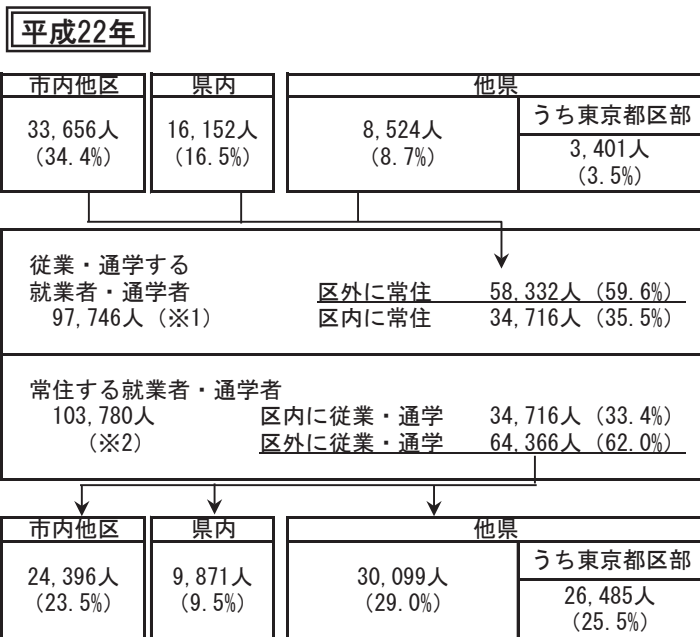 平成22年
市内他区 県内 他県
33,656人 16,152人 8,524人 うち東京都区部
(34.4%) (16.5%) (8.7%) 3,401人
(3.5%)
従業・通学する
就業者・通学者 区外に常住 58,332人 (59.6%)
97,746人 (※1) 区内に常住 34,716人 (35.5%)
常住する就業者・通学者
103,780人 区内に従業・通学 34,716人 (33.4%)
(※2) 区外に従業・通学 64,366人 (62.0%)
市内他区 県内 他県
24,396人 9,871人 30,099人 うち東京都区部
(23.5%) (9.5%) (29.0%) 26,485人
(25.5%)